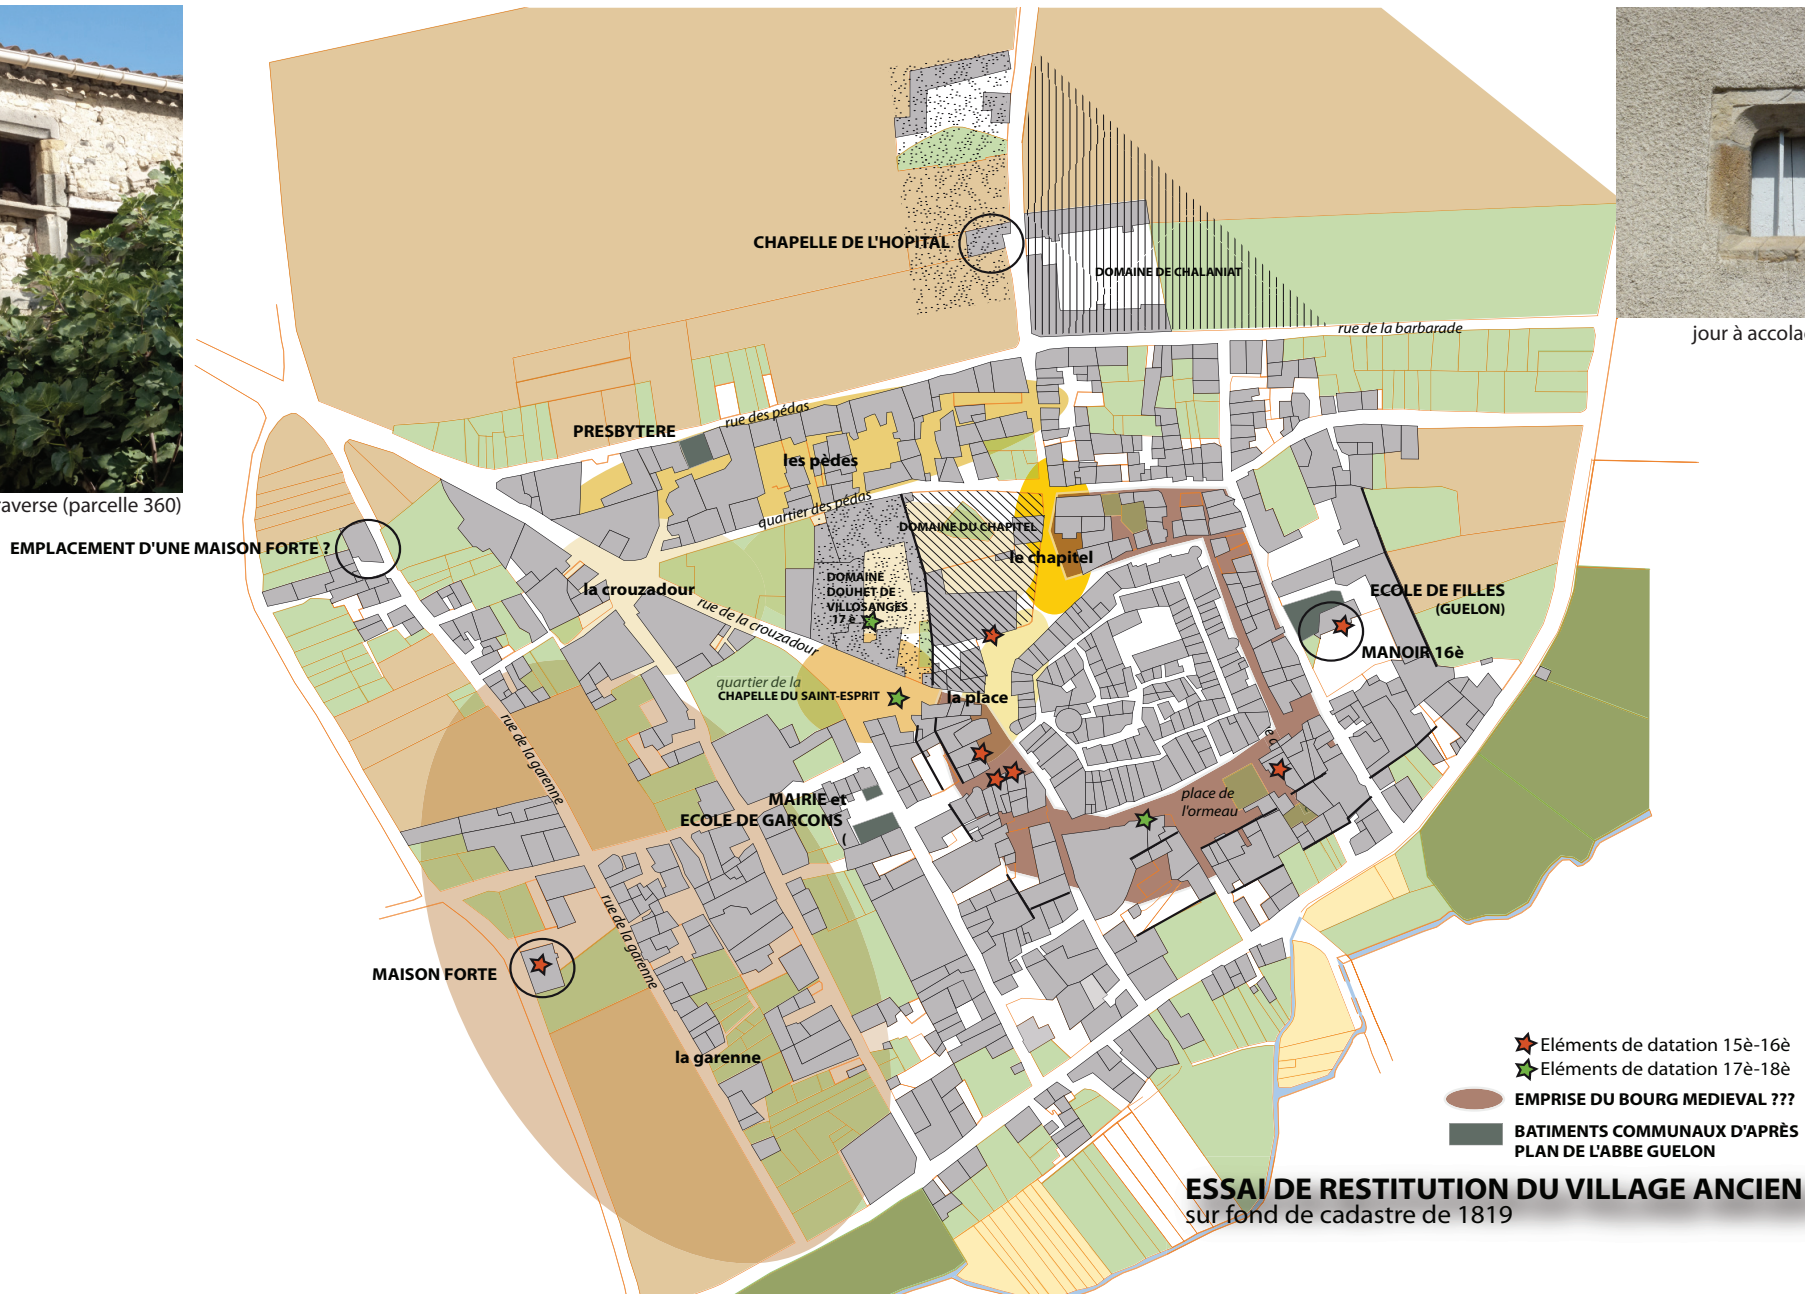 CHAPELLE DE L'HOPITAL
DOMAINE DE CHALANIAT
rue de la barbarade
jour à accola
PRESBYTERE
rue des pédas
les pèdes
quartier des pédas
(parcelle 360)
EMPLACEMENT D'UNE MAISON FORTE ?
DOMAINE DU CHAPITEL
le chapitel
la crouzadour
DOMAINE
DOUHET DE
VILLOSANGES
17 è
rue de la crouzadour
ECOLE DE FILLES
(GUELON)
MANOIR 16è
quartier de la
CHAPELLE DU SAINT-ESPRIT
la place
rue de la garenne
MAIRIE et
ECOLE DE GARCONS
(
place de
l'ormeau
rue de la garenne
MAISON FORTE
la garenne
Eléments de datation 15è-16è
Eléments de datation 17è-18è
EMPRISE DU BOURG MEDIEVAL ???
BATIMENTS COMMUNAUX D'APRÈS
PLAN DE L'ABBE GUELON
ESSAI DE RESTITUTION DU VILLAGE ANCIEN
sur fond de cadastre de 1819